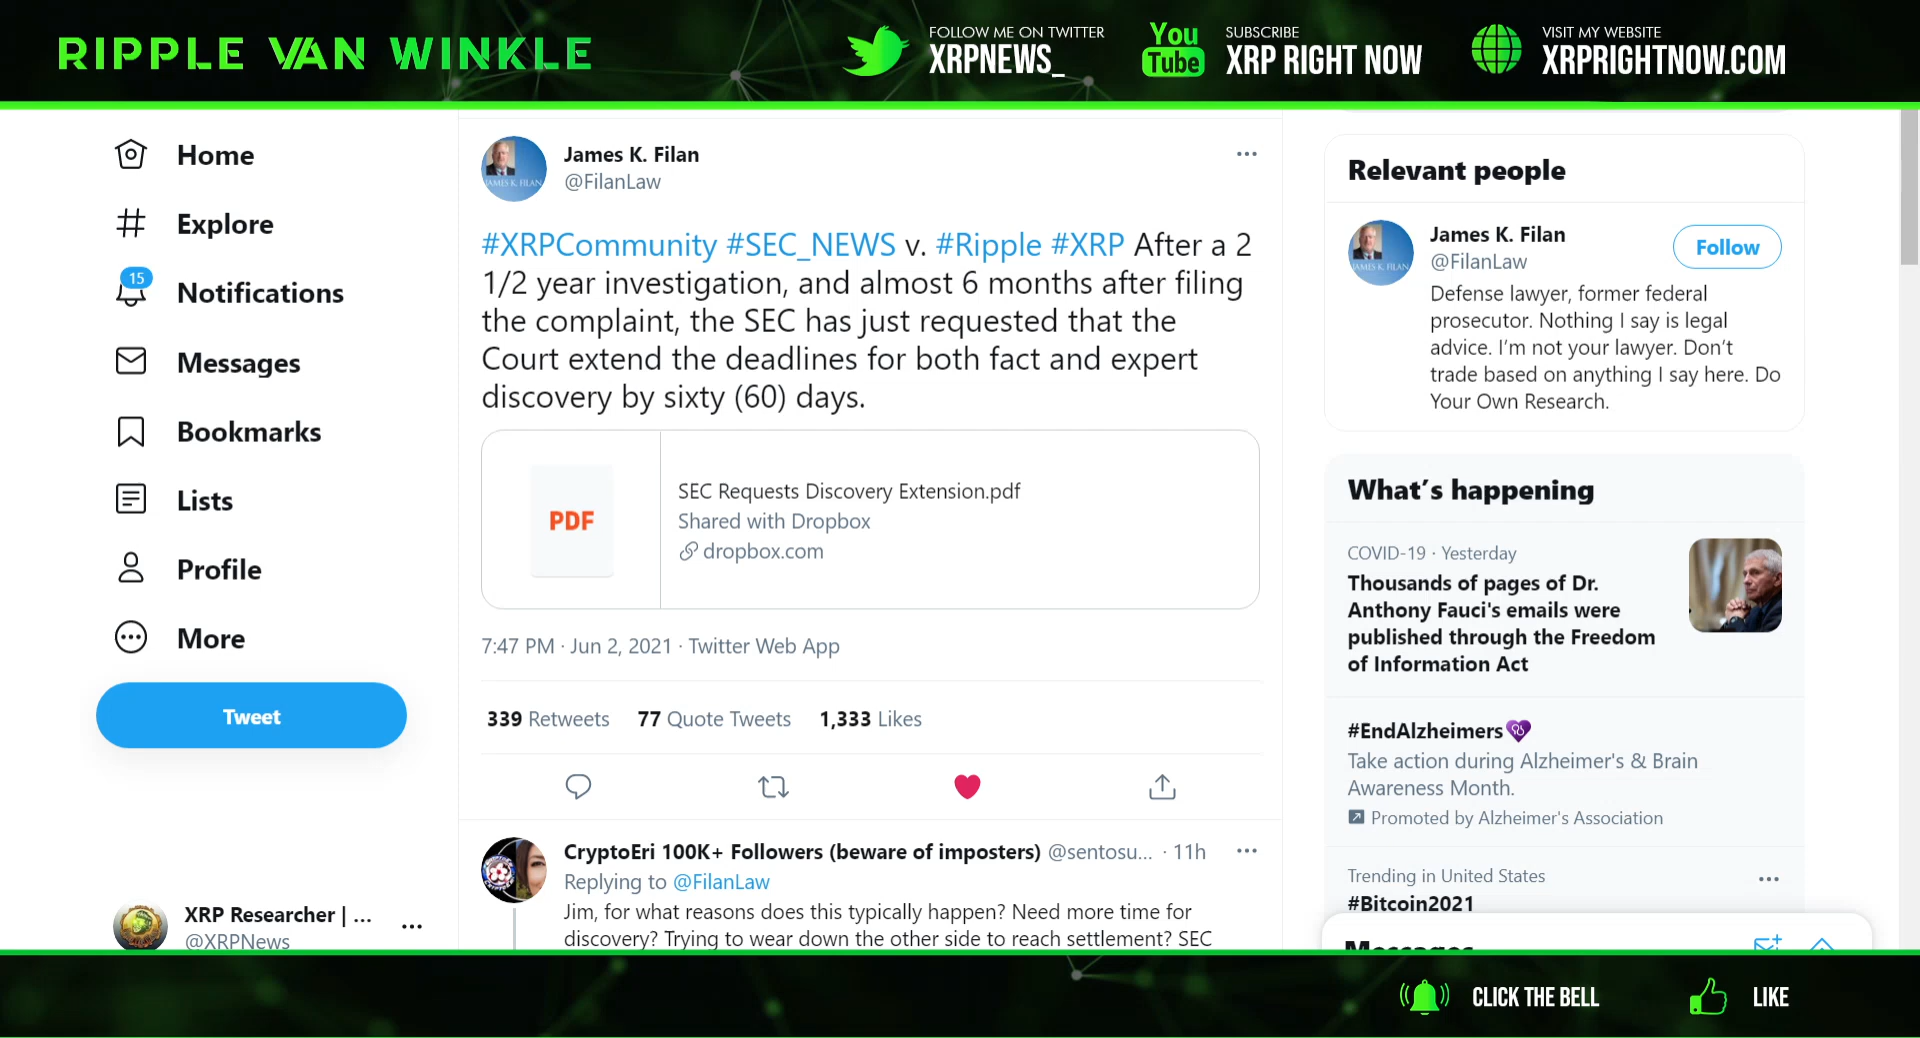 RIPPLE VAN WINKLE
FOLLOW ME ON TWITTER
XRPNEWS_
You
Tube
SUBSCRIBE
XRP RIGHT NOW
VISIT MY WEBSITE
XRPRIGHTNOW.COM
Home
Explore
15
Notifications
Messages
Bookmarks
Lists
Profile
More
Tweet
XRP Researcher | ...
@XRPNews
JAMES K. FILAN
James K. Filan
@FilanLaw
#XRPCommunity #SEC_NEWS v. #Ripple #XRP After a 2
1/2 year investigation, and almost 6 months after filing
the complaint, the SEC has just requested that the
Court extend the deadlines for both fact and expert
discovery by sixty (60) days.
PDF
SEC Requests Discovery Extension.pdf
Shared with Dropbox
dropbox.com
7:47 PM · Jun 2, 2021 · Twitter Web App
339 Retweets 77 Quote Tweets 1,333 Likes
CryptoEri 100K+ Followers (beware of imposters) @sentosu... · 11h
Replying to @FilanLaw
Jim, for what reasons does this typically happen? Need more time for
discovery? Trying to wear down the other side to reach settlement? SEC
Relevant people
JAMES K. FILAN
James K. Filan
@FilanLaw
Follow
Defense lawyer, former federal
prosecutor. Nothing I say is legal
advice. I'm not your lawyer. Don't
trade based on anything I say here. Do
Your Own Research.
What's happening
COVID-19 · Yesterday
Thousands of pages of Dr.
Anthony Fauci's emails were
published through the Freedom
of Information Act
#EndAlzheimers
Take action during Alzheimer's & Brain
Awareness Month.
Promoted by Alzheimer's Association
Trending in United States
#Bitcoin2021
Messages
CLICK THE BELL
LIKE